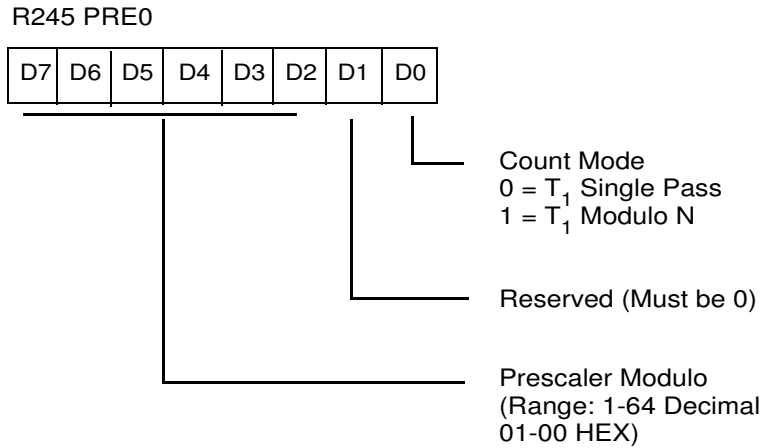 R245 PRE0
D7 D6 D5 D4 D3 D2 D1 D0
Count Mode
0 = T1 Single Pass
1 = T1 Modulo N
Reserved (Must be 0)
Prescaler Modulo
(Range: 1-64 Decimal
01-00 HEX)